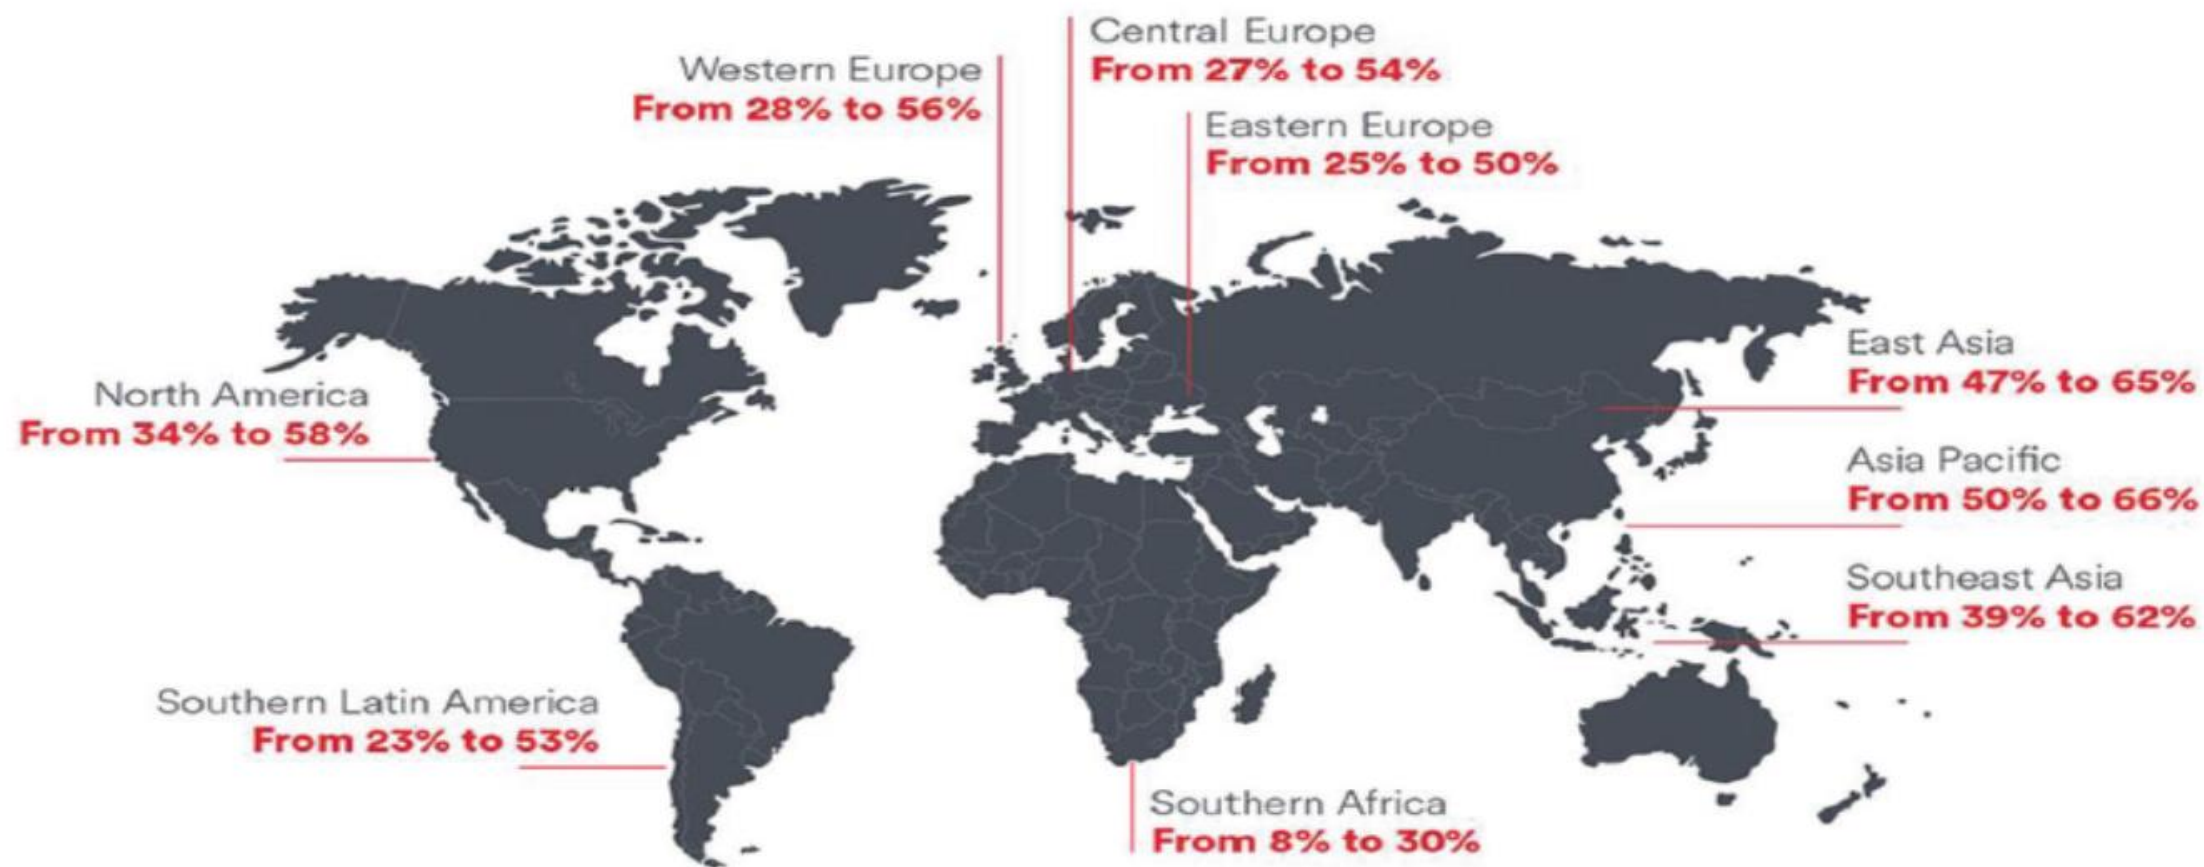 Central Europe
From 27% to 54%
Western Europe
From 28% to 56%
Eastern Europe
From 25% to 50%
East Asia
From 47% to 65%
North America
From 34% to 58%
Asia Pacific
From 50% to 66%
Southeast Asia
From 39% to 62%
Southern Latin America
From 23% to 53%
Southern Africa
From 8% to 30%